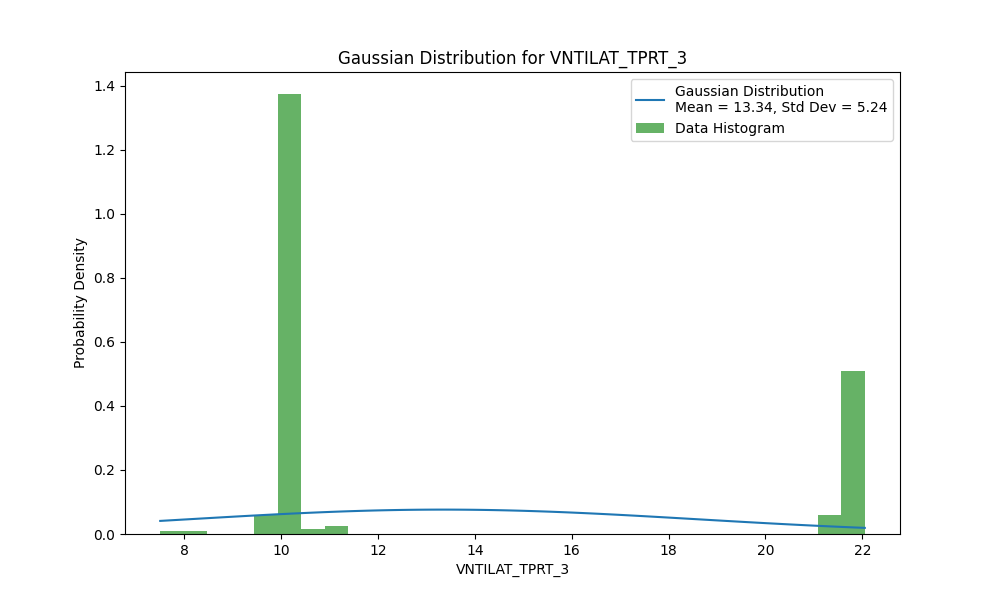 Gaussian Distribution for VNTILAT_TPRT_3
Gaussian Distribution
Mean = 13.34, Std Dev = 5.24
Data Histogram
Probability Density
1.4
1.2
1.0
0.8
0.6
0.4
0.2
0.0
8 10 12 14 16 18 20 22
VNTILAT_TPRT_3